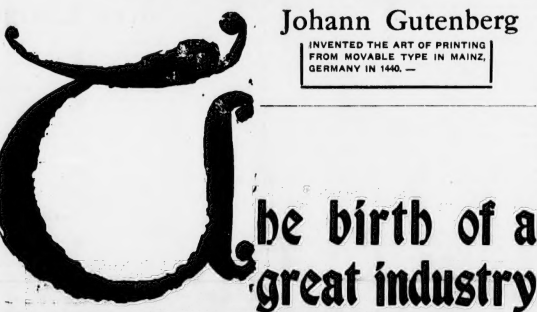 Johann Gutenberg
INVENTED THE ART OF PRINTING
FROM MOVABLE TYPE IN MAINZ,
GERMANY IN 1440. —
The birth of a
great industry